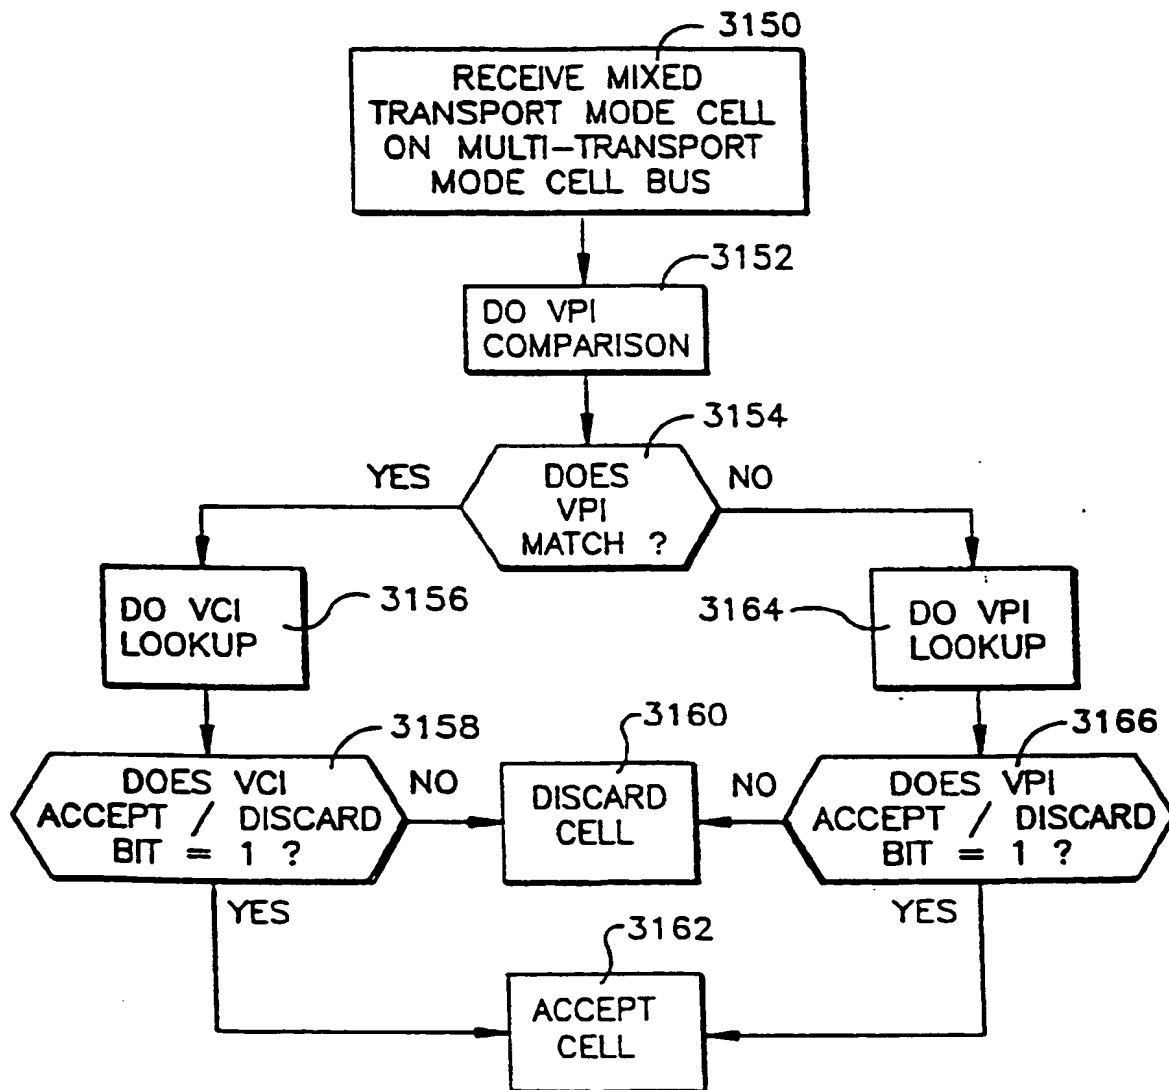 3150
RECEIVE MIXED
TRANSPORT MODE CELL
ON MULTI-TRANSPORT
MODE CELL BUS
3152
DO VPI
COMPARISON
3154
YES
DOES
VPI
MATCH ?
NO
DO VCI
LOOKUP
3156
3164
DO VPI
LOOKUP
3158
DOES VCI
ACCEPT / DISCARD
BIT = 1 ?
NO
3160
DISCARD
CELL
NO
3166
DOES VPI
ACCEPT / DISCARD
BIT = 1 ?
YES
YES
3162
ACCEPT
CELL